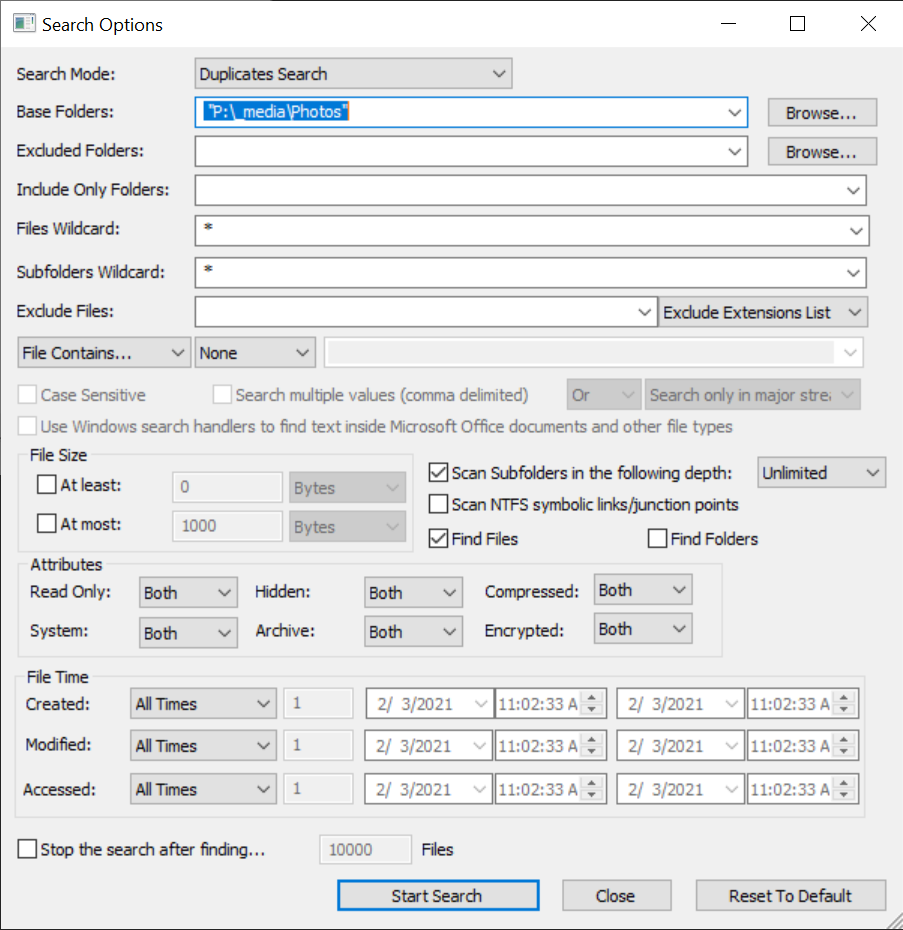 Search Options
Search Mode: Duplicates Search
Base Folders: "P:\_media\Photos" Browse...
Excluded Folders: Browse...
Include Only Folders:
Files Wildcard: *
Subfolders Wildcard: *
Exclude Files: Exclude Extensions List
File Contains... None
Case Sensitive Search multiple values (comma delimited) Or Search only in major strea
Use Windows search handlers to find text inside Microsoft Office documents and other file types
File Size
At least: 0 Bytes
At most: 1000 Bytes
Scan Subfolders in the following depth: Unlimited
Scan NTFS symbolic links/junction points
Find Files Find Folders
Attributes
Read Only: Both Hidden: Both Compressed: Both
System: Both Archive: Both Encrypted: Both
File Time
Created: All Times 1 2/ 3/2021 11:02:33 A 2/ 3/2021 11:02:33 A
Modified: All Times 1 2/ 3/2021 11:02:33 A 2/ 3/2021 11:02:33 A
Accessed: All Times 1 2/ 3/2021 11:02:33 A 2/ 3/2021 11:02:33 A
Stop the search after finding... 10000 Files
Start Search Close Reset To Default